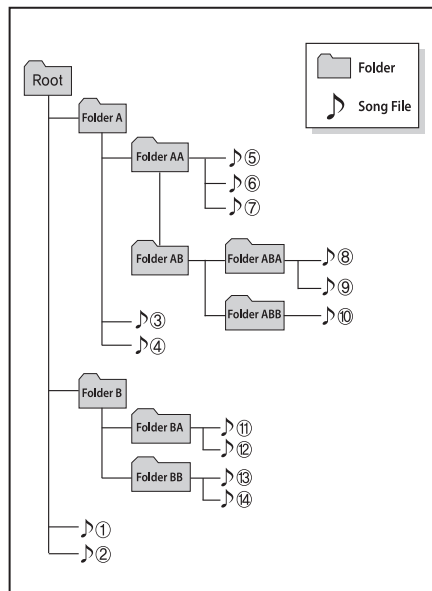 Root
Folder
Song File
Folder A
Folder AA
⑤
⑥
⑦
Folder AB
Folder ABA
⑧
⑨
Folder ABB
⑩
③
④
Folder B
Folder BA
⑪
⑫
Folder BB
⑬
⑭
①
②